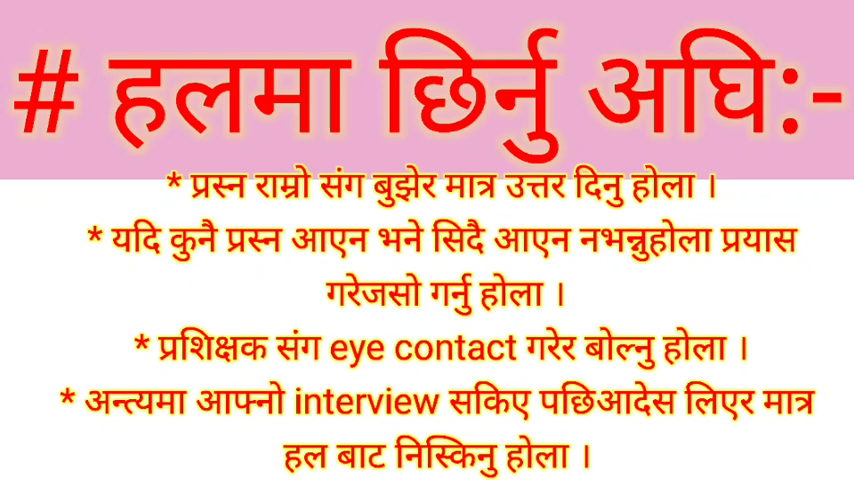 # हलमा छिर्नु अघि:-
* प्रस्न राम्रो संग बुझेर मात्र उत्तर दिनु होला ।
* यदि कुनै प्रस्न आएन भने सिदै आएन नभन्नुहोला प्रयास
गरेजसो गर्नु होला ।
* प्रशिक्षक संग eye contact गरेर बोल्नु होला ।
* अन्त्यमा आफ्नो interview सकिए पछिआदेस लिएर मात्र
हल बाट निस्किनु होला ।